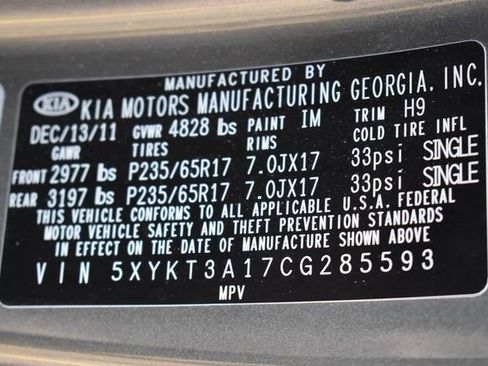 MANUFACTURED BY
KIA KIA MOTORS MANUFACTURING GEORGIA, INC.
DEC/13/11 GVWR 4828 lbs PAINT IM TRIM H9
GAWR TIRES RIMS COLD TIRE INFL
FRONT 2977 lbs P235/65R17 7.0JX17 33psi SINGLE
REAR 3197 lbs P235/65R17 7.0JX17 33psi SINGLE
THIS VEHICLE CONFORMS TO ALL APPLICABLE U.S.A. FEDERAL
MOTOR VEHICLE SAFETY AND THEFT PREVENTION STANDARDS
IN EFFECT ON THE DATE OF MANUFACTURE SHOWN ABOVE
VIN 5XYKT3A17CG285593
MPV